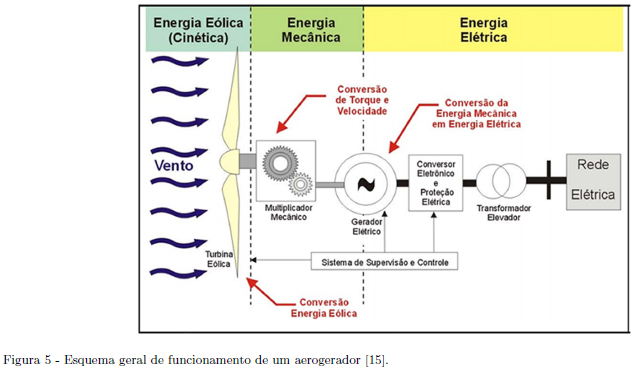 Energia Eólica
(Cinética)
Energia
Mecânica
Energia
Elétrica
Conversão
de Torque e
Velocidade
Conversão da
Energia Mecânica
em Energia Elétrica
Vento
Multiplicador
Mecânico
Gerador
Elétrico
Conversor
Eletrônico
e
Proteção
Elétrica
Transformador
Elevador
Rede
Elétrica
Turbina
Eólica
Sistema de Supervisão e Controle
Conversão
Energia Eólica
Figura 5 - Esquema geral de funcionamento de um aerogerador [15].